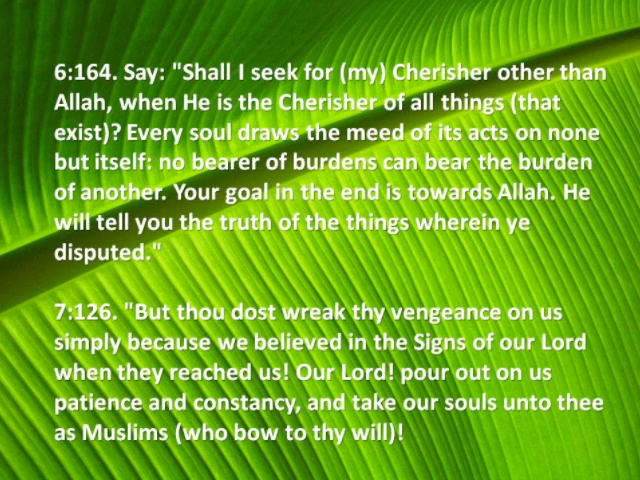 6:164. Say: "Shall I seek for (my) Cherisher other than
Allah, when He is the Cherisher of all things (that
exist)? Every soul draws the meed of its acts on none
but itself: no bearer of burdens can bear the burden
of another. Your goal in the end is towards Allah. He
will tell you the truth of the things wherein ye
disputed."
7:126. "But thou dost wreak thy vengeance on us
simply because we believed in the Signs of our Lord
when they reached us! Our Lord! pour out on us
patience and constancy, and take our souls unto thee
as Muslims (who bow to thy will)!